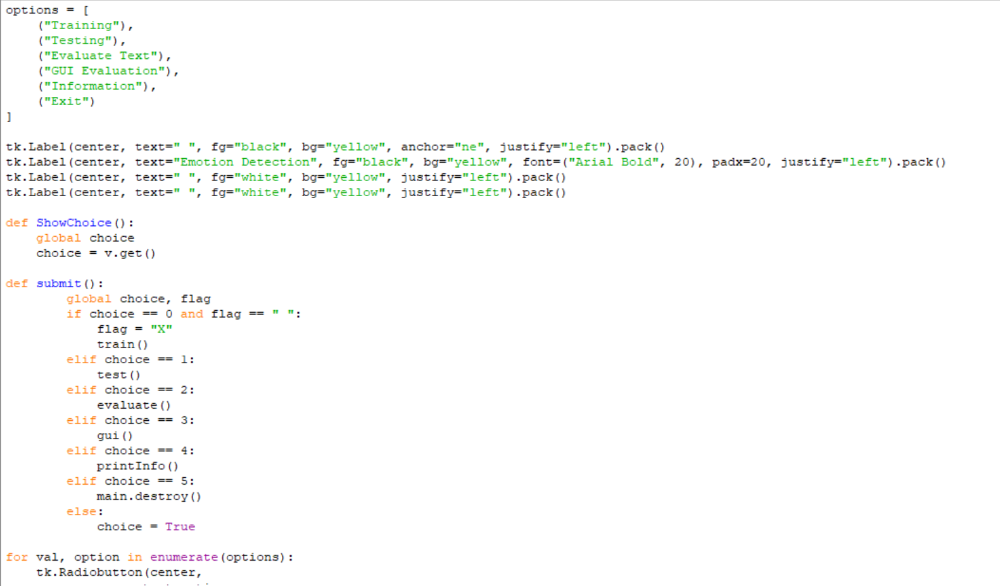 options = [
    ("Training"),
    ("Testing"),
    ("Evaluate Text"),
    ("GUI Evaluation"),
    ("Information"),
    ("Exit")
]

tk.Label(center, text=" ", fg="black", bg="yellow", anchor="ne", justify="left").pack()
tk.Label(center, text="Emotion Detection", fg="black", bg="yellow", font=("Arial Bold", 20), padx=20, justify="left").pack()
tk.Label(center, text=" ", fg="white", bg="yellow", justify="left").pack()
tk.Label(center, text=" ", fg="white", bg="yellow", justify="left").pack()

def ShowChoice():
    global choice
    choice = v.get()

def submit():
        global choice, flag
        if choice == 0 and flag == " ":
            flag = "X"
            train()
        elif choice == 1:
            test()
        elif choice == 2:
            evaluate()
        elif choice == 3:
            gui()
        elif choice == 4:
            printInfo()
        elif choice == 5:
            main.destroy()
        else:
            choice = True

for val, option in enumerate(options):
    tk.Radiobutton(center,